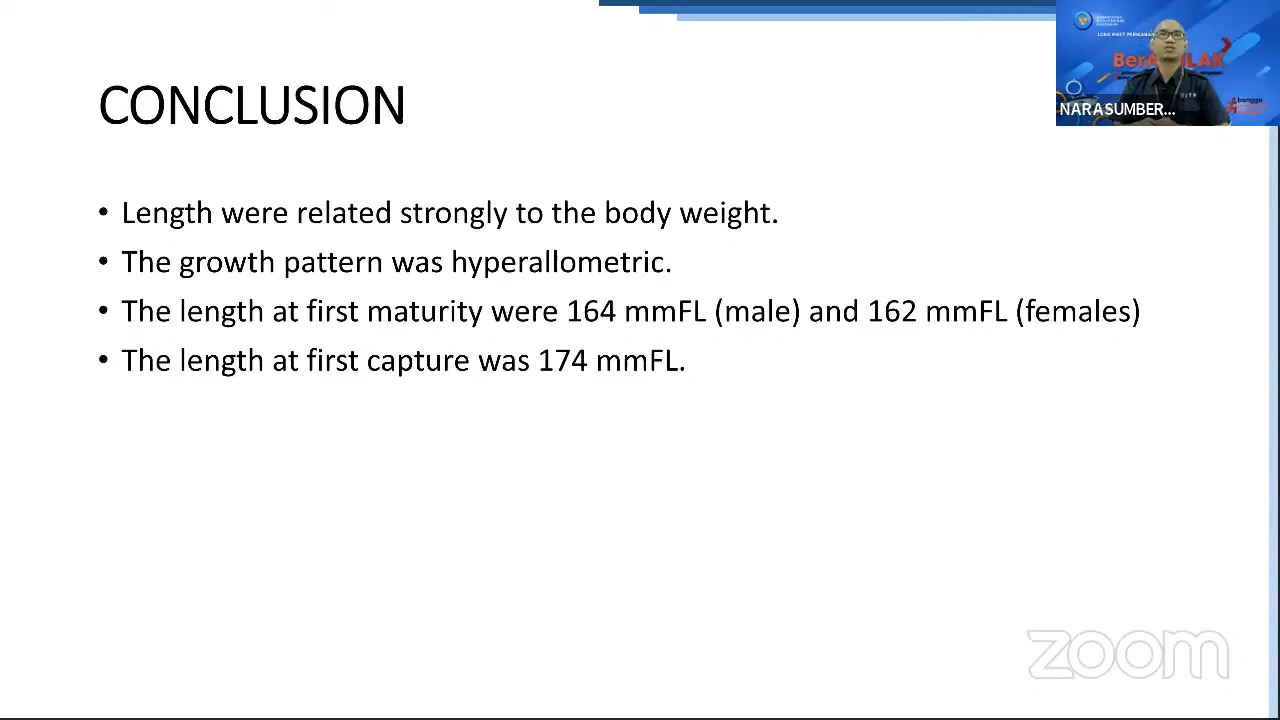 CONCLUSION
• Length were related strongly to the body weight.
• The growth pattern was hyperallometric.
• The length at first maturity were 164 mmFL (male) and 162 mmFL (females)
• The length at first capture was 174 mmFL.
NARASUMBER...
bangga
zoom